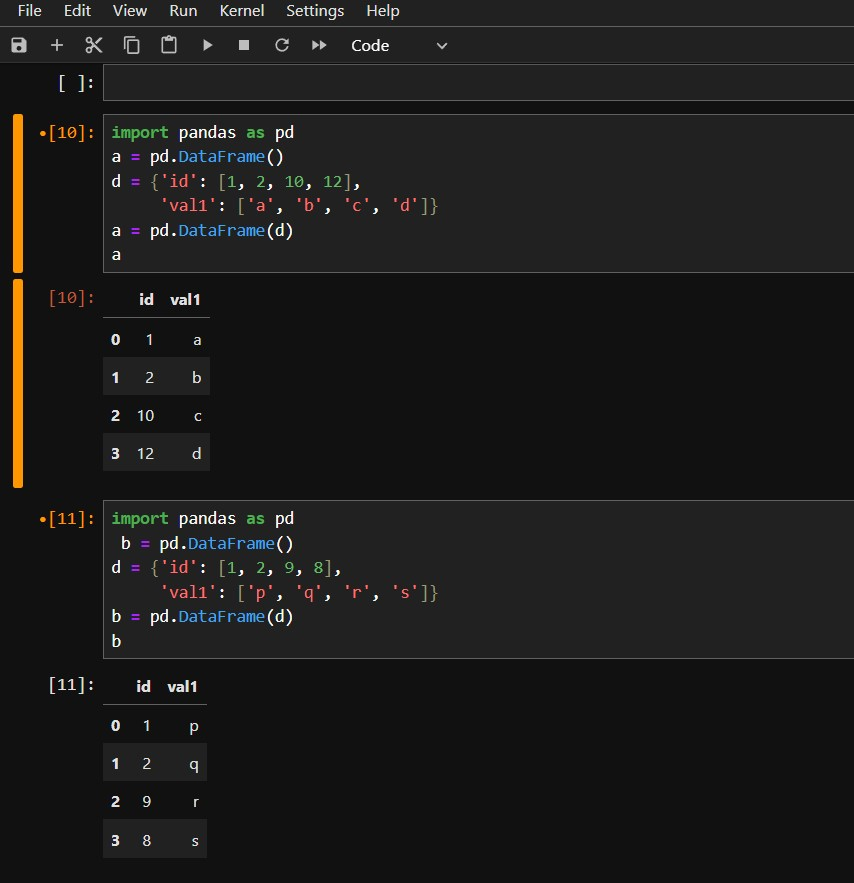 File Edit View Run Kernel Settings Help
Code
[ ]:
•[10]: import pandas as pd
a = pd.DataFrame()
d = {'id': [1, 2, 10, 12],
     'val1': ['a', 'b', 'c', 'd']}
a = pd.DataFrame(d)
a
[10]: id val1
0 1 a
1 2 b
2 10 c
3 12 d
•[11]: import pandas as pd
 b = pd.DataFrame()
d = {'id': [1, 2, 9, 8],
     'val1': ['p', 'q', 'r', 's']}
b = pd.DataFrame(d)
b
[11]: id val1
0 1 p
1 2 q
2 9 r
3 8 s